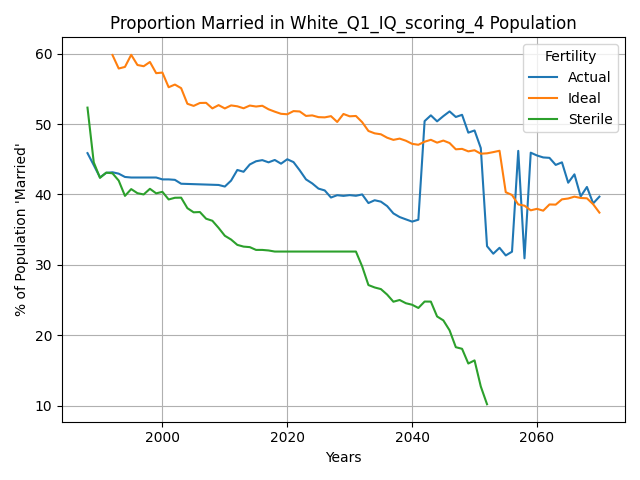 Proportion Married in White_Q1_IQ_scoring_4 Population
Fertility
Actual
Ideal
Sterile
% of Population 'Married'
60
50
40
30
20
10
2000 2020 2040 2060
Years